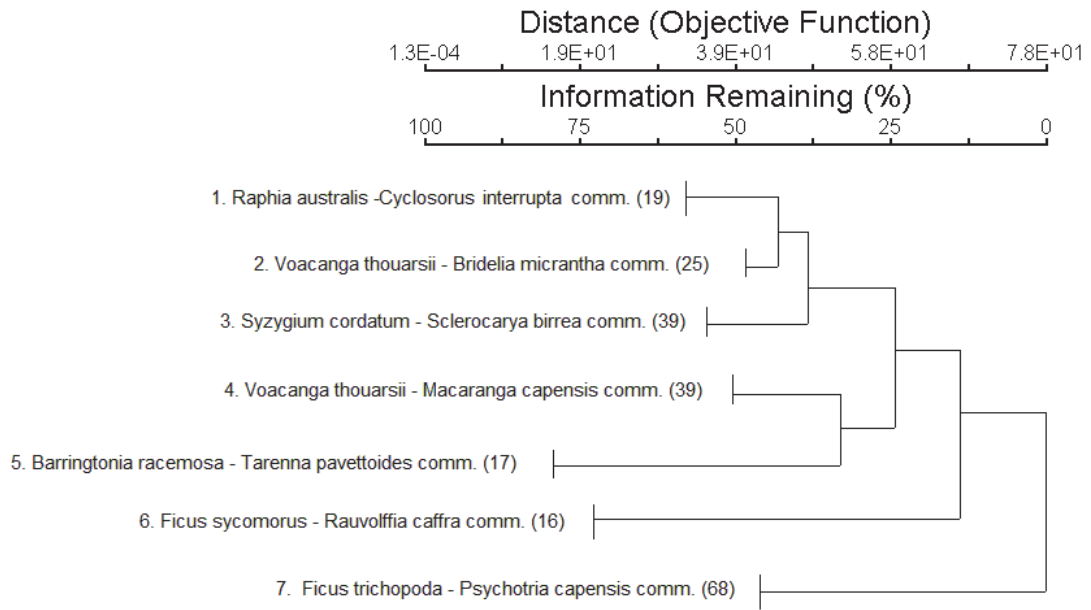 Distance (Objective Function)
1.3E-04 1.9E+01 3.9E+01 5.8E+01 7.8E+01
Information Remaining (%)
100 75 50 25 0
1. Raphia australis -Cyclosorus interrupta comm. (19)
2. Voacanga thouarsii - Bridelia micrantha comm. (25)
3. Syzygium cordatum - Sclerocarya birrea comm. (39)
4. Voacanga thouarsii - Macaranga capensis comm. (39)
5. Barringtonia racemosa - Tarenna pavettoides comm. (17)
6. Ficus sycomorus - Rauvolffia caffra comm. (16)
7. Ficus trichopoda - Psychotria capensis comm. (68)